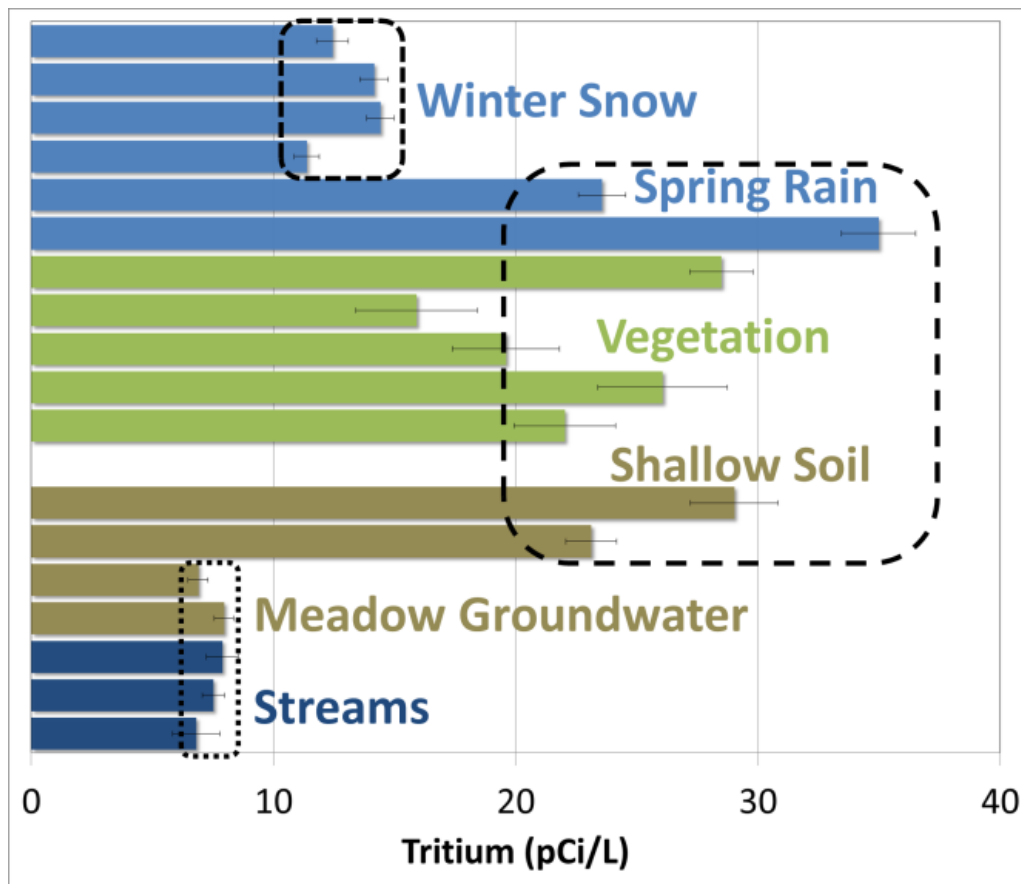 Winter Snow
Spring Rain
Vegetation
Shallow Soil
Meadow Groundwater
Streams
0 10 20 30 40
Tritium (pCi/L)